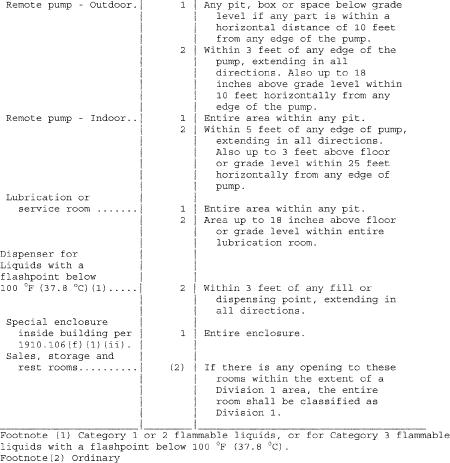 Remote pump - Outdoor.| 1 | Any pit, box or space below grade
level if any part is within a
horizontal distance of 10 feet
from any edge of the pump.
2 | Within 3 feet of any edge of the
pump, extending in all
directions. Also up to 18
inches above grade level within
10 feet horizontally from any
edge of the pump.
Remote pump - Indoor..| 1 | Entire area within any pit.
2 | Within 5 feet of any edge of pump,
extending in all directions.
Also up to 3 feet above floor
or grade level within 25 feet
horizontally from any edge of
pump.
Lubrication or
service room .......| 1 | Entire area within any pit.
2 | Area up to 18 inches above floor
or grade level within entire
lubrication room.
Dispenser for
Liquids with a
flashpoint below
100 °F (37.8 °C)(1).....| 2 | Within 3 feet of any fill or
dispensing point, extending in
all directions.
Special enclosure
inside building per | 1 | Entire enclosure.
1910.106(f)(1)(ii).
Sales, storage and
rest rooms..........| (2) | If there is any opening to these
rooms within the extent of a
Division 1 area, the entire
room shall be classified as
Division 1.
Footnote (1) Category 1 or 2 flammable liquids, or for Category 3 flammable
liquids with a flashpoint below 100 °F (37.8 °C).
Footnote(2) Ordinary